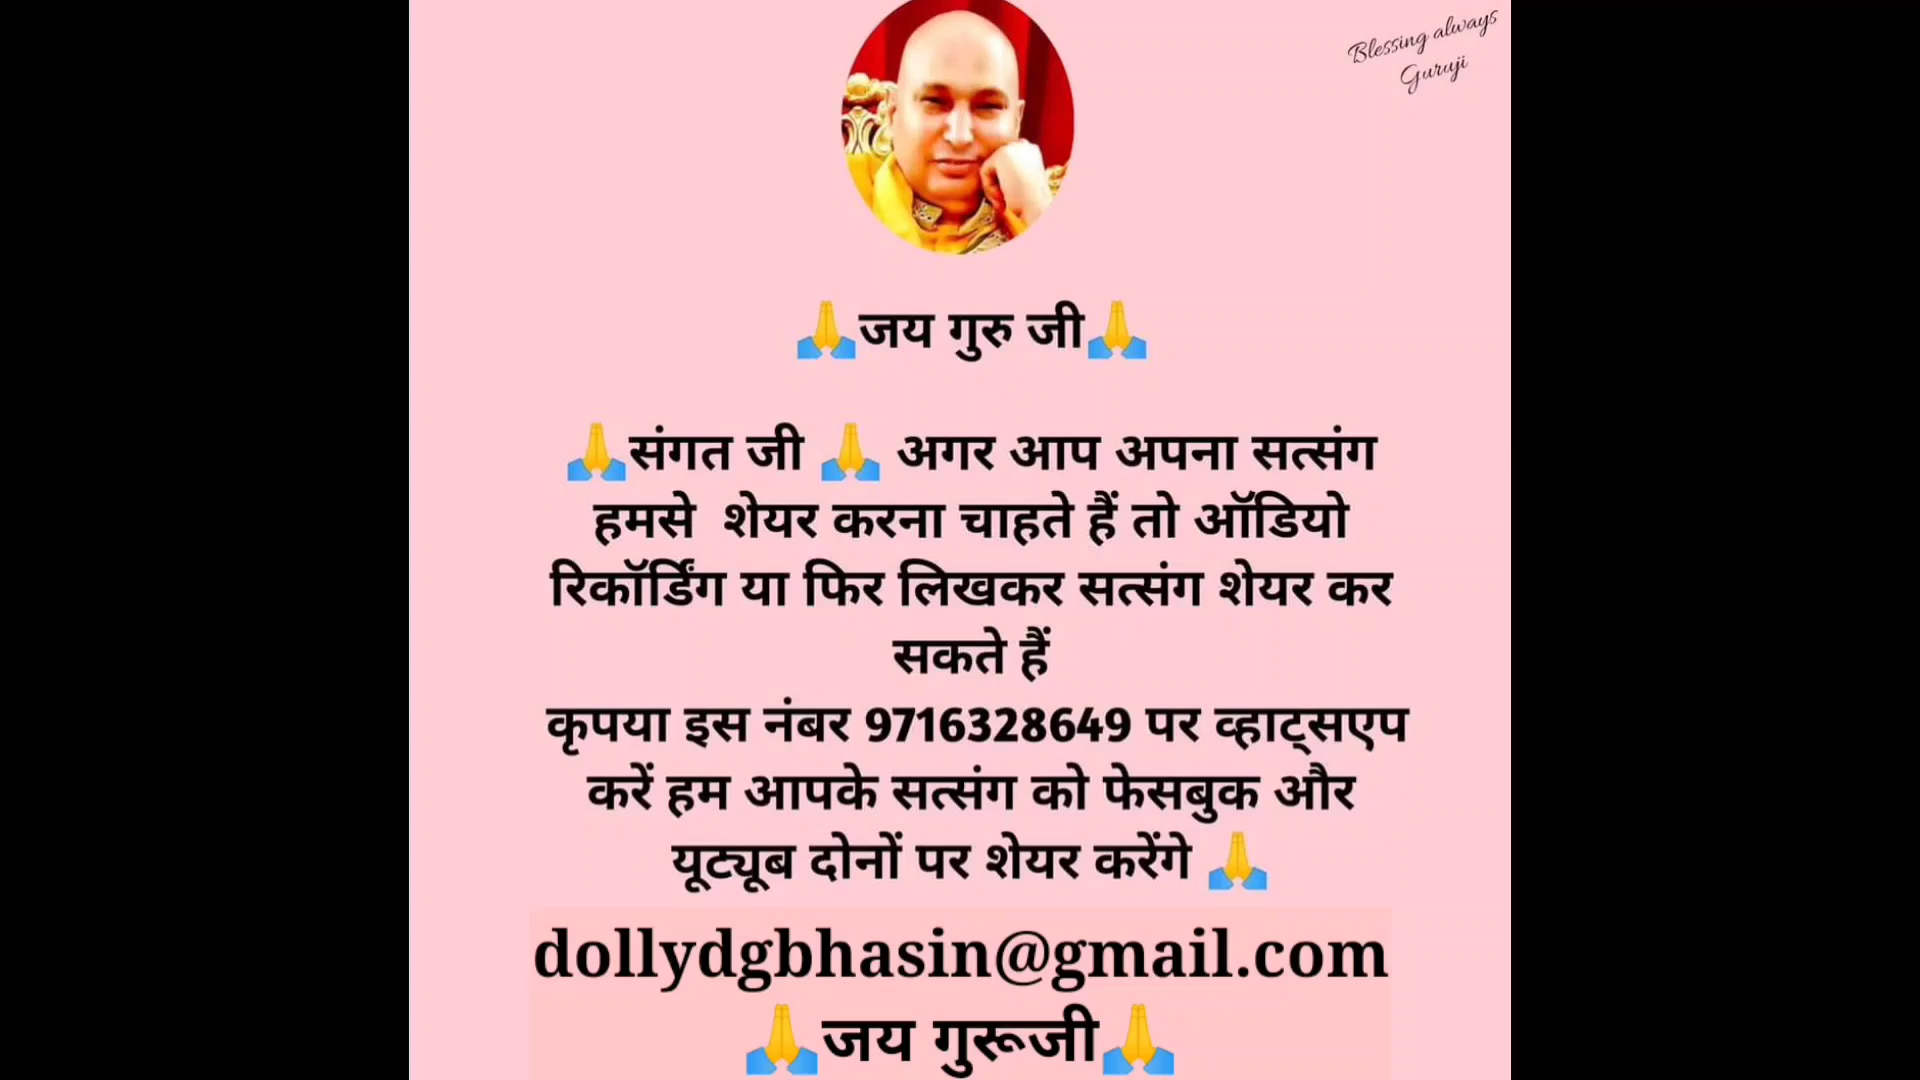 Blessing always
Guruji
🙏जय गुरु जी🙏
🙏संगत जी 🙏 अगर आप अपना सत्संग
हमसे शेयर करना चाहते हैं तो ऑडियो
रिकॉर्डिंग या फिर लिखकर सत्संग शेयर कर
सकते हैं
कृपया इस नंबर 9716328649 पर व्हाट्सएप
करें हम आपके सत्संग को फेसबुक और
यूट्यूब दोनों पर शेयर करेंगे 🙏
dollydgbhasin@gmail.com
🙏जय गुरूजी🙏